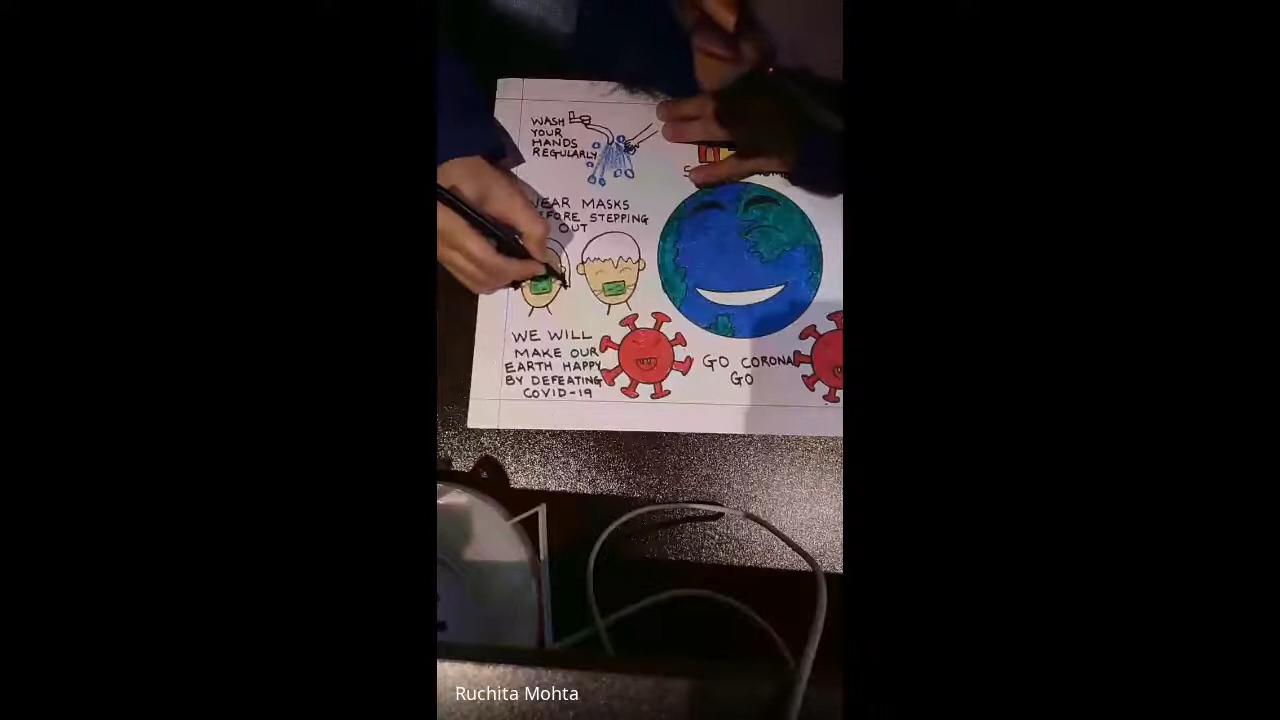 WASH
YOUR
HANDS
REGULARLY
WEAR MASKS
BEFORE STEPPING
OUT
WE WILL
MAKE OUR
EARTH HAPPY
BY DEFEATING
COVID-19
GO CORONA
GO
Ruchita Mohta